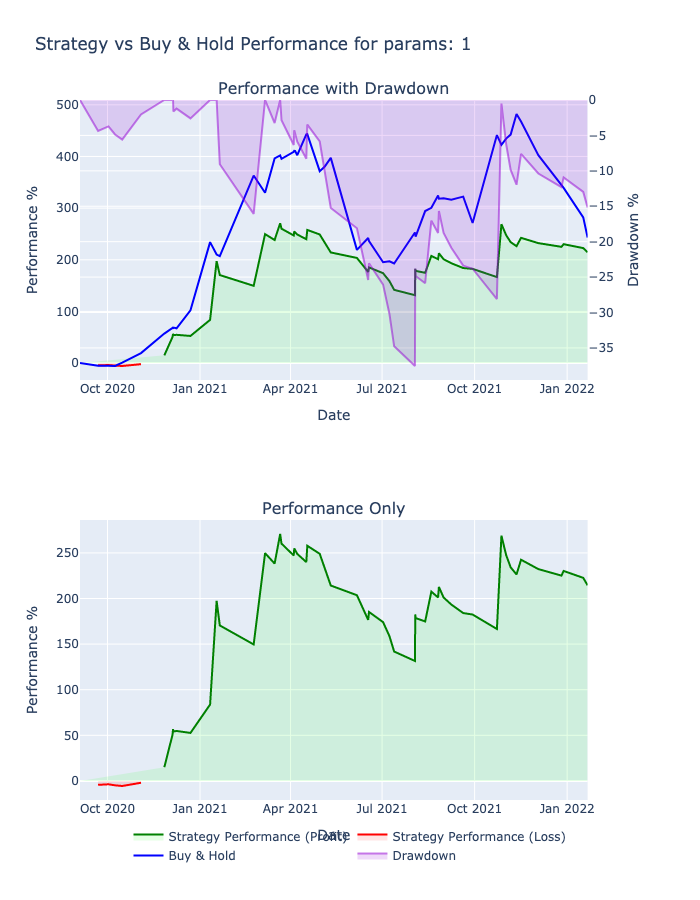 Strategy vs Buy & Hold Performance for params: 1
Performance with Drawdown
500
400
300
200
100
0
Performance %
0
−5
−10
−15
−20
−25
−30
−35
Drawdown %
Oct 2020 Jan 2021 Apr 2021 Jul 2021 Oct 2021 Jan 2022
Date
Performance Only
250
200
150
100
50
0
Performance %
Oct 2020 Jan 2021 Apr 2021 Jul 2021 Oct 2021 Jan 2022
Date
Strategy Performance (Profit) Strategy Performance (Loss)
Buy & Hold Drawdown